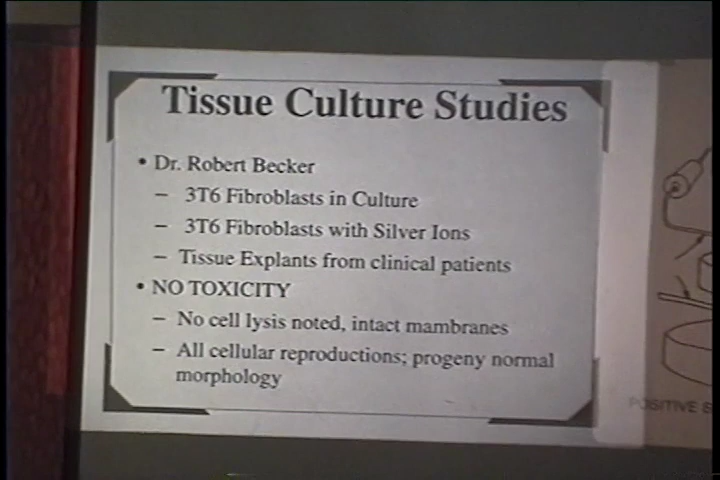 Tissue Culture Studies
• Dr. Robert Becker
– 3T6 Fibroblasts in Culture
– 3T6 Fibroblasts with Silver Ions
– Tissue Explants from clinical patients
• NO TOXICITY
– No cell lysis noted, intact mambranes
– All cellular reproductions; progeny normal
morphology
POSITIVE